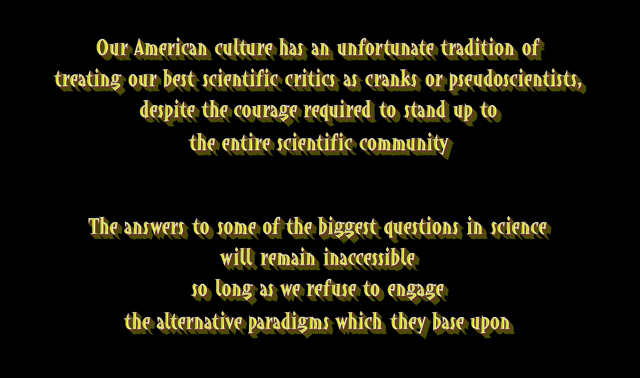 Our American culture has an unfortunate tradition of
treating our best scientific critics as cranks or pseudoscientists,
despite the courage required to stand up to
the entire scientific community
The answers to some of the biggest questions in science
will remain inaccessible
so long as we refuse to engage
the alternative paradigms which they base upon